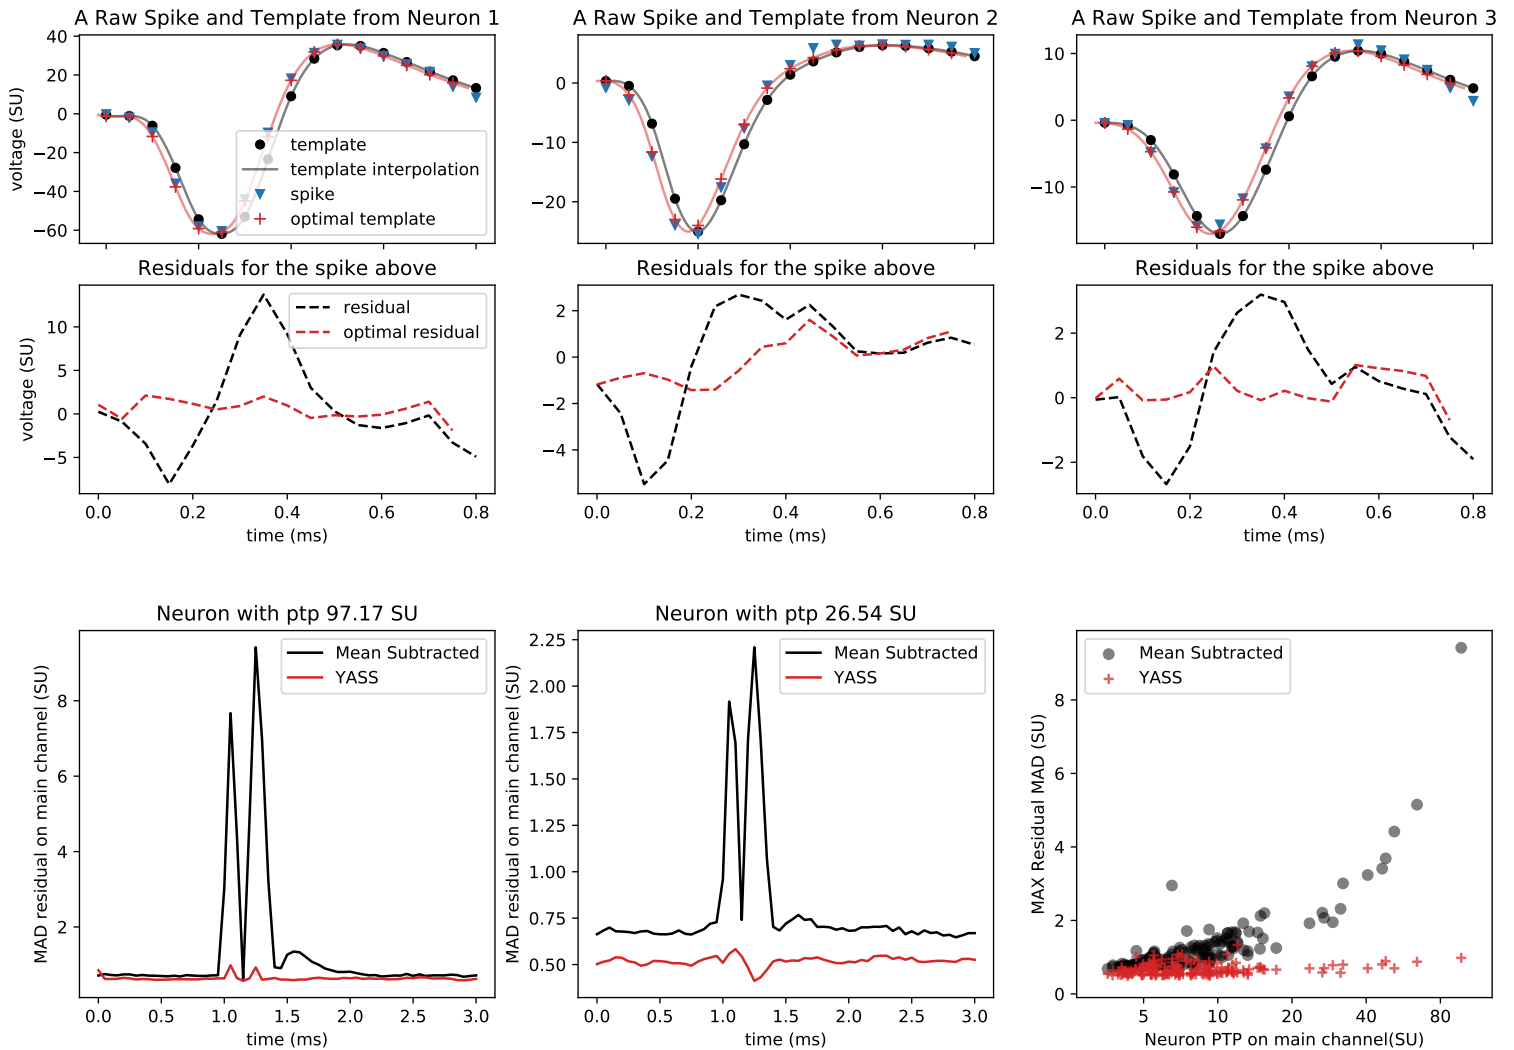 A Raw Spike and Template from Neuron 1
A Raw Spike and Template from Neuron 2
A Raw Spike and Template from Neuron 3
voltage (SU)
40
20
0
−20
−40
−60
template
template interpolation
spike
optimal template
0
−10
−20
10
0
−10
Residuals for the spike above
Residuals for the spike above
Residuals for the spike above
voltage (SU)
10
5
0
−5
residual
optimal residual
0.0 0.2 0.4 0.6 0.8
time (ms)
2
0
−2
−4
0.0 0.2 0.4 0.6 0.8
time (ms)
2
0
−2
0.0 0.2 0.4 0.6 0.8
time (ms)
Neuron with ptp 97.17 SU
MAD residual on main channel (SU)
8
6
4
2
Mean Subtracted
YASS
0.0 0.5 1.0 1.5 2.0 2.5 3.0
time (ms)
Neuron with ptp 26.54 SU
MAD residual on main channel (SU)
2.25
2.00
1.75
1.50
1.25
1.00
0.75
0.50
Mean Subtracted
YASS
0.0 0.5 1.0 1.5 2.0 2.5 3.0
time (ms)
MAX Residual MAD (SU)
8
6
4
2
0
Mean Subtracted
YASS
5 10 20 40 80
Neuron PTP on main channel(SU)